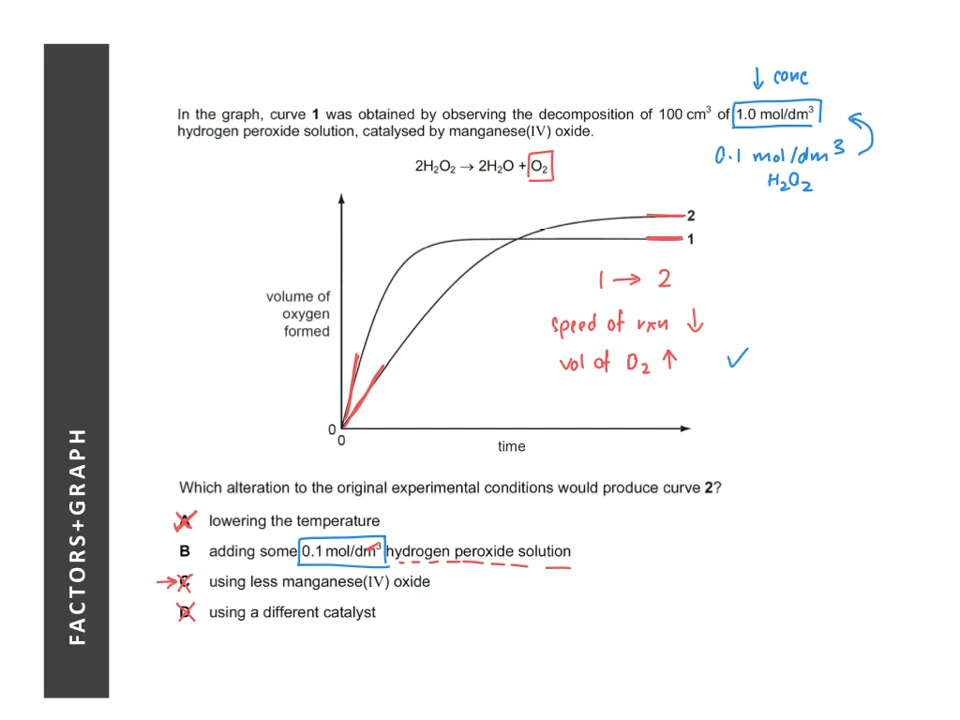 FACTORS+GRAPH
↓ conc
In the graph, curve 1 was obtained by observing the decomposition of 100 cm³ of 1.0 mol/dm³
hydrogen peroxide solution, catalysed by manganese(IV) oxide.
0.1 mol/dm³
H₂O₂
2H₂O₂ → 2H₂O + O₂
2
1
volume of
oxygen
formed
1 → 2
speed of rxn ↓
vol of O₂ ↑ ✓
0
0
time
Which alteration to the original experimental conditions would produce curve 2?
A lowering the temperature
B adding some 0.1 mol/dm³ hydrogen peroxide solution
→ C using less manganese(IV) oxide
D using a different catalyst